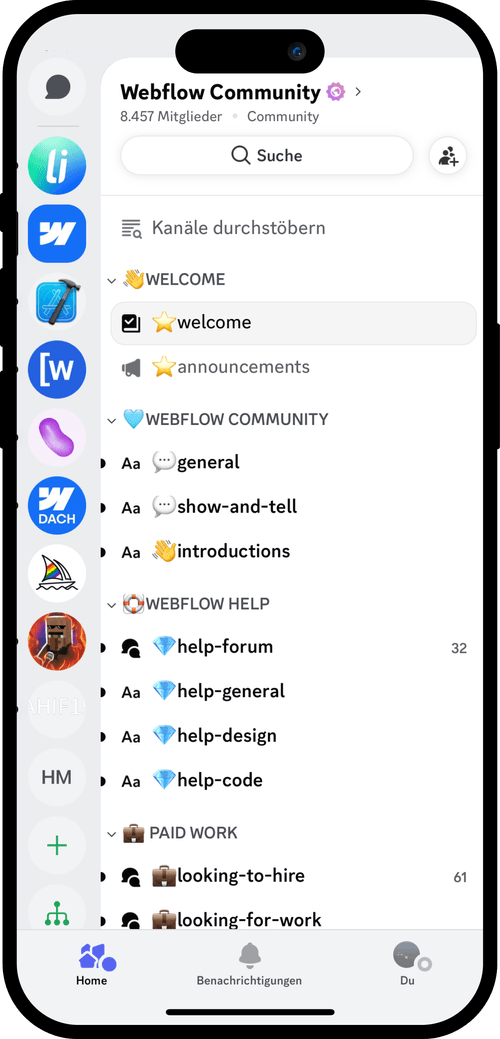 Webflow Community
8.457 Mitglieder • Community
Suche
Kanäle durchstöbern
WELCOME
welcome
announcements
WEBFLOW COMMUNITY
Aa general
Aa show-and-tell
Aa introductions
WEBFLOW HELP
help-forum 32
Aa help-general
Aa help-design
Aa help-code
PAID WORK
looking-to-hire 61
looking-for-work
li
W
[W
W
DACH
HM
Home
Benachrichtigungen
Du